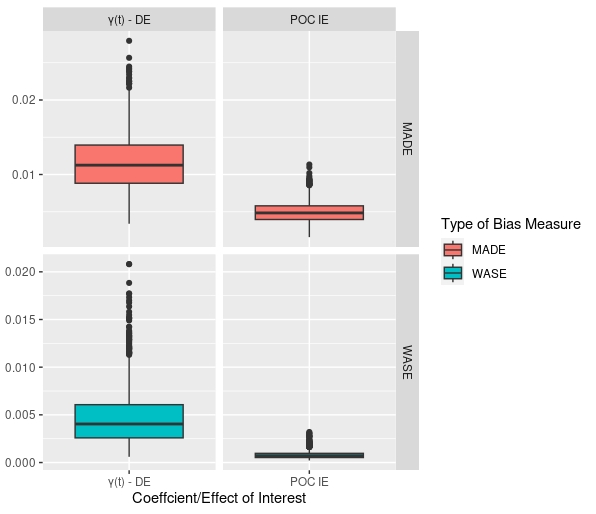 γ(t) - DE
POC IE
0.02
0.01
MADE
0.020
0.015
0.010
0.005
0.000
WASE
γ(t) - DE
POC IE
Coeffcient/Effect of Interest
Type of Bias Measure
MADE
WASE